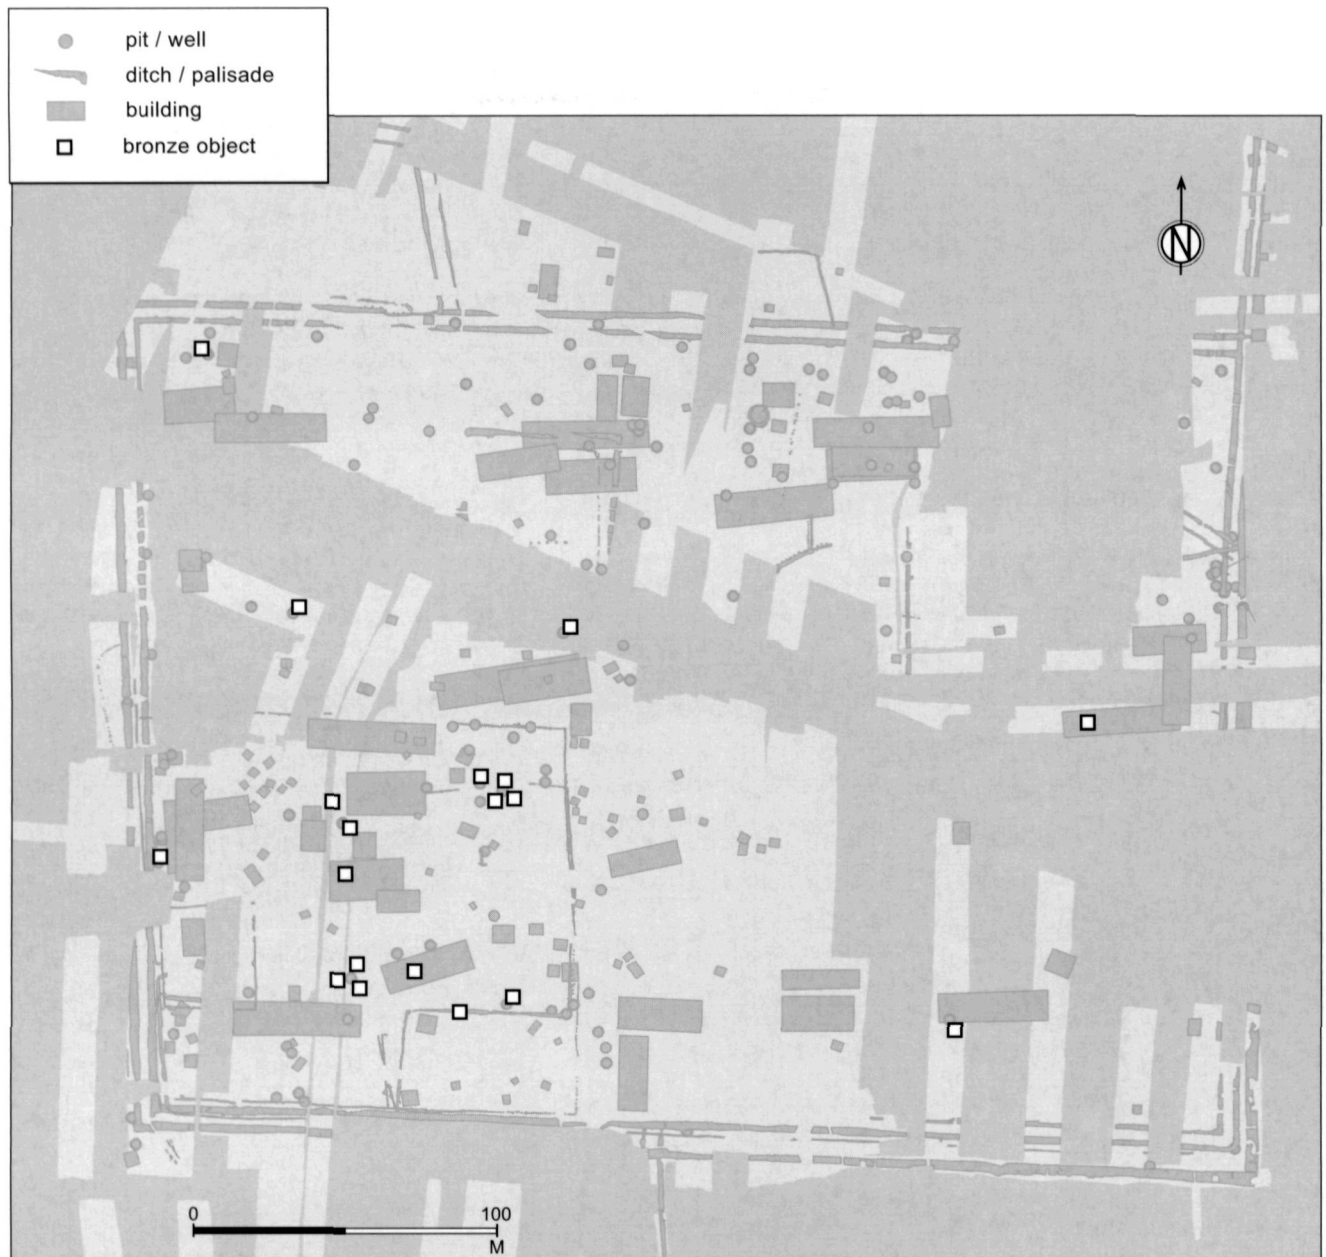 pit / well
ditch / palisade
building
bronze object
N
0 100
M